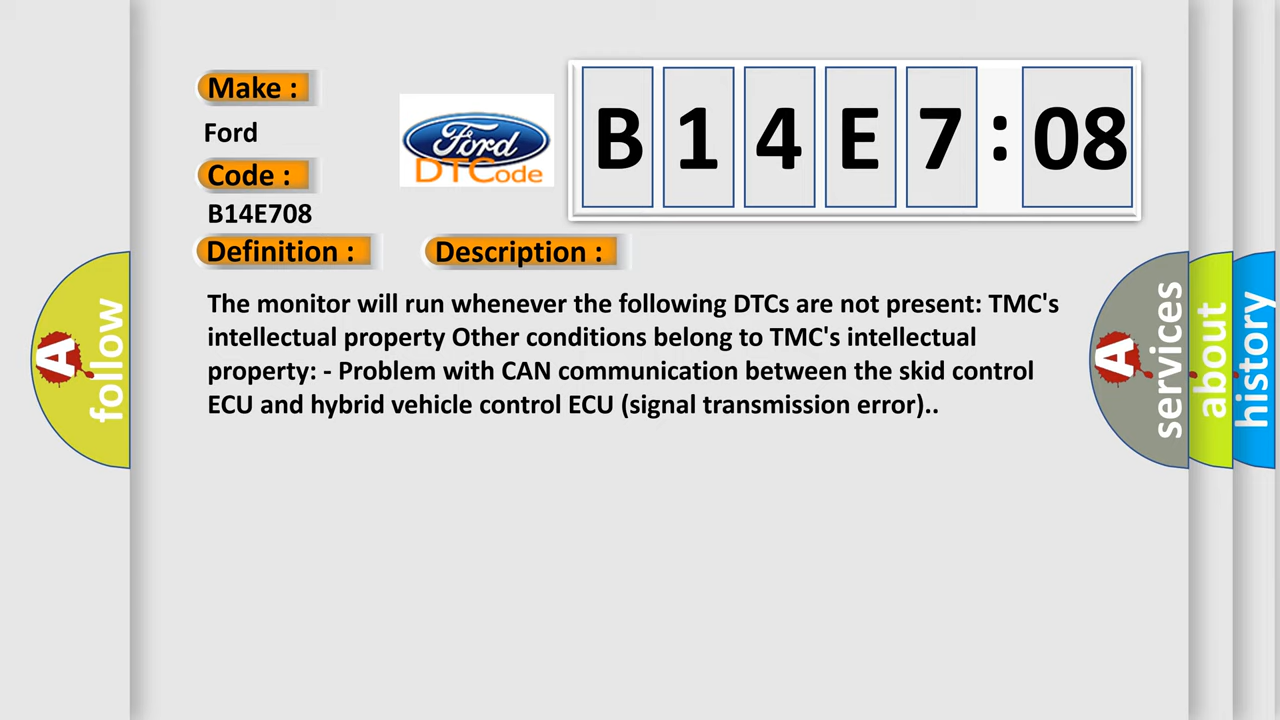 Make :
Ford
Code :
B14E708
Ford
DTCode
B 1 4 E 7 : 08
Definition :
Description :
The monitor will run whenever the following DTCs are not present: TMC's
intellectual property Other conditions belong to TMC's intellectual
property: - Problem with CAN communication between the skid control
ECU and hybrid vehicle control ECU (signal transmission error)..
A
follow
A
services
about
history